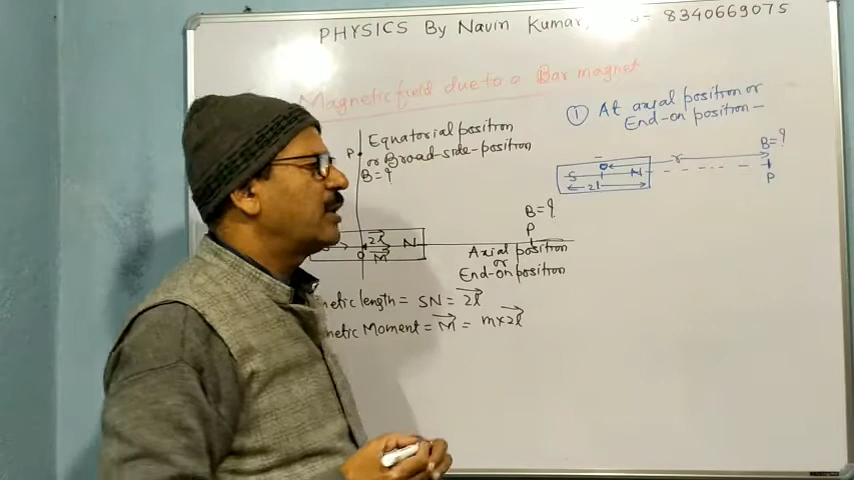 PHYSICS By Navin Kumar, = 8340669075
Magnetic field due to a Bar magnet
P
Equatorial position
or Broad-side-position
B=?
2l
N
O
M
B=?
P
Axial position
or
End-on position
netic length = SN = 2l
netic Moment = M = m×2l
① At axial position or
End-on position-
B=?
S
O
N
r
2l
P